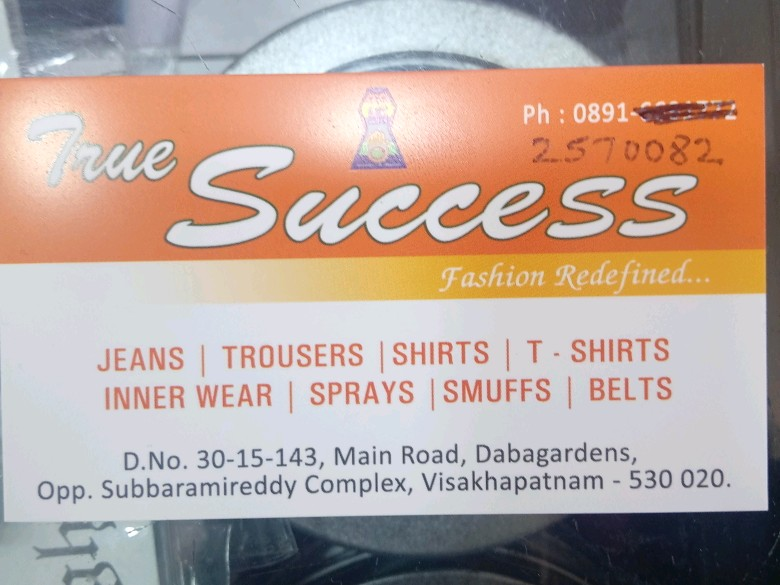 True
Success
Ph : 0891-
2570082
Fashion Redefined...
JEANS | TROUSERS | SHIRTS | T - SHIRTS
INNER WEAR | SPRAYS | SMUFFS | BELTS
D.No. 30-15-143, Main Road, Dabagardens,
Opp. Subbaramireddy Complex, Visakhapatnam - 530 020.
gh